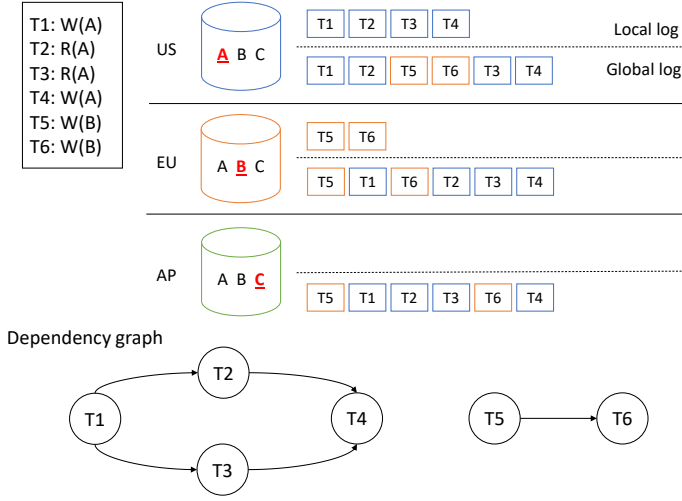 T1: W(A)
T2: R(A)
T3: R(A)
T4: W(A)
T5: W(B)
T6: W(B)
US
A B C
T1 T2 T3 T4
Local log
T1 T2 T5 T6 T3 T4
Global log
EU
A B C
T5 T6
T5 T1 T6 T2 T3 T4
AP
A B C
T5 T1 T2 T3 T6 T4
Dependency graph
T2
T1
T4
T5
T6
T3